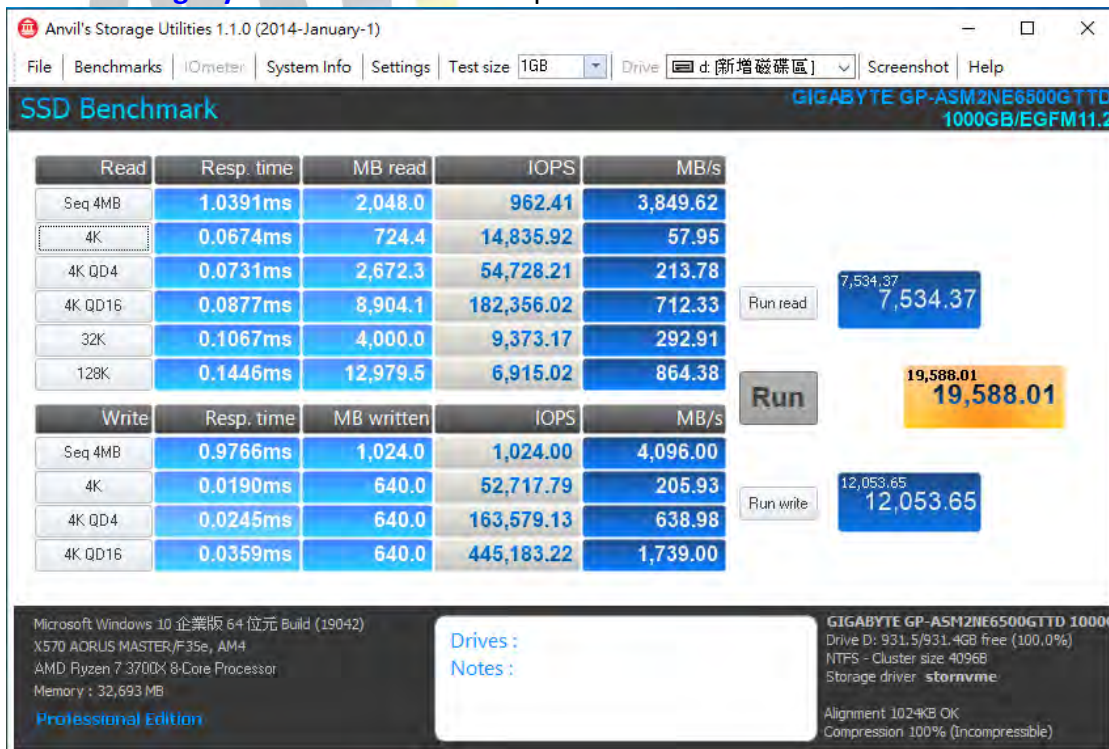 Anvil's Storage Utilities 1.1.0 (2014-January-1)
File Benchmarks IOmeter System Info Settings Test size 1GB Drive d: [新增磁碟區] Screenshot Help
SSD Benchmark
GIGABYTE GP-ASM2NE6500GTTD
1000GB/EGFM11.2
Read Resp. time MB read IOPS MB/s
Seq 4MB 1.0391ms 2,048.0 962.41 3,849.62
4K 0.0674ms 724.4 14,835.92 57.95
4K QD4 0.0731ms 2,672.3 54,728.21 213.78
4K QD16 0.0877ms 8,904.1 182,356.02 712.33
32K 0.1067ms 4,000.0 9,373.17 292.91
128K 0.1446ms 12,979.5 6,915.02 864.38
Run read
7,534.37
7,534.37
Run
19,588.01
19,588.01
Write Resp. time MB written IOPS MB/s
Seq 4MB 0.9766ms 1,024.0 1,024.00 4,096.00
4K 0.0190ms 640.0 52,717.79 205.93
4K QD4 0.0245ms 640.0 163,579.13 638.98
4K QD16 0.0359ms 640.0 445,183.22 1,739.00
Run write
12,053.65
12,053.65
Microsoft Windows 10 企業版 64 位元 Build (19042)
X570 AORUS MASTER/F35e, AM4
AMD Ryzen 7 3700X 8-Core Processor
Memory : 32,693 MB
Professional Edition
Drives :
Notes :
GIGABYTE GP-ASM2NE6500GTTD 1000G
Drive D: 931.5/931.4GB free (100.0%)
NTFS - Cluster size 4096B
Storage driver stornvme
Alignment 1024KB OK
Compression 100% (Incompressible)